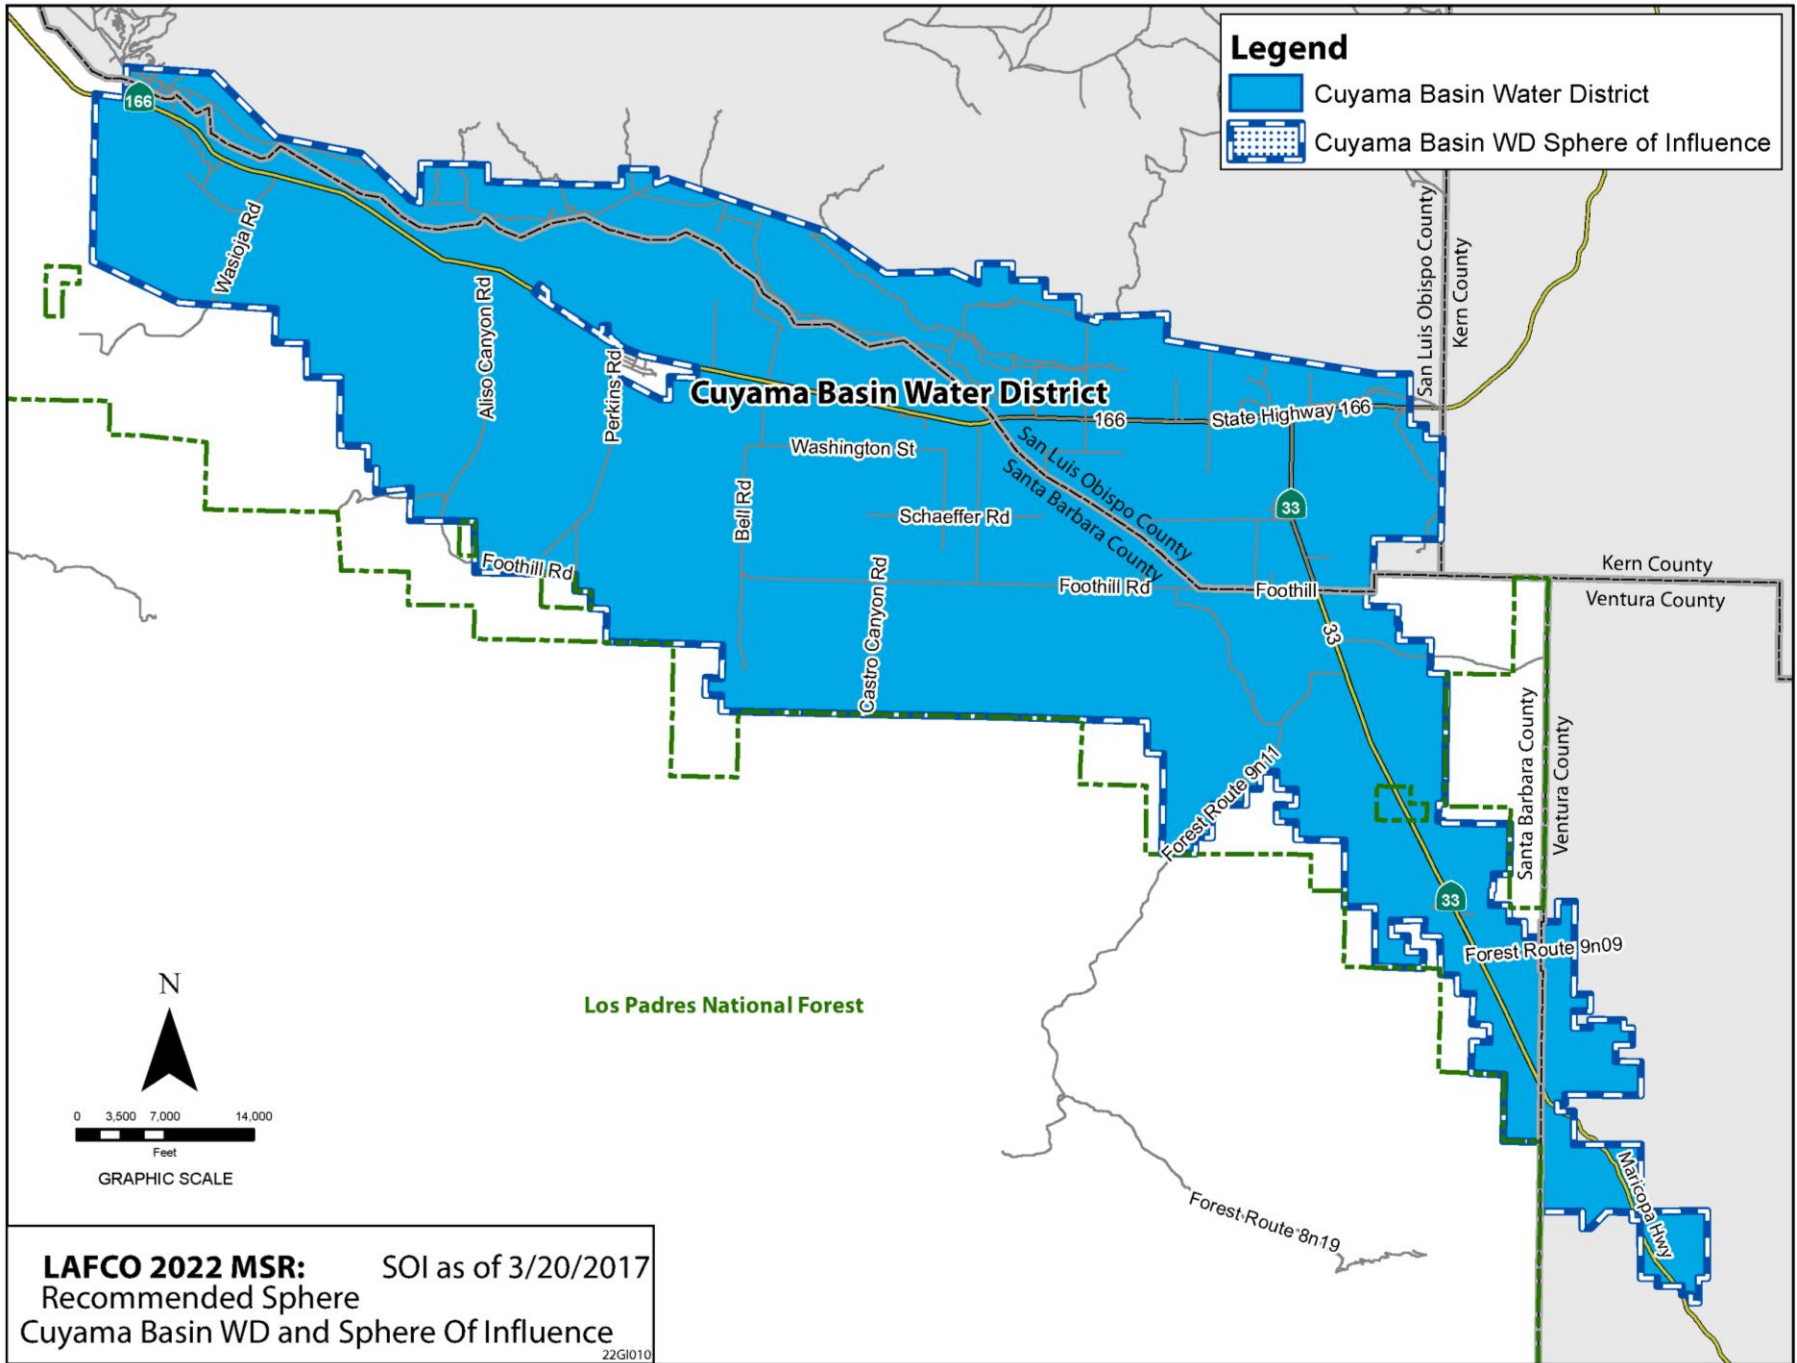 Legend
Cuyama Basin Water District
Cuyama Basin WD Sphere of Influence
166
San Luis Obispo County
Kern County
Wasioja Rd
Aliso Canyon Rd
Perkins Rd
Cuyama Basin Water District
166
State Highway 166
Washington St
San Luis Obispo County
Santa Barbara County
Bell Rd
Schaeffer Rd
33
Foothill Rd
Castro Canyon Rd
Foothill Rd
Foothill
Kern County
Ventura County
33
Santa Barbara County
Ventura County
Forest Route 9n11
33
Forest Route 9n09
Los Padres National Forest
N
0 3,500 7,000 14,000
Feet
GRAPHIC SCALE
Maricopa Hwy
Forest Route 8n19
LAFCO 2022 MSR: SOI as of 3/20/2017
Recommended Sphere
Cuyama Basin WD and Sphere Of Influence
22GI010